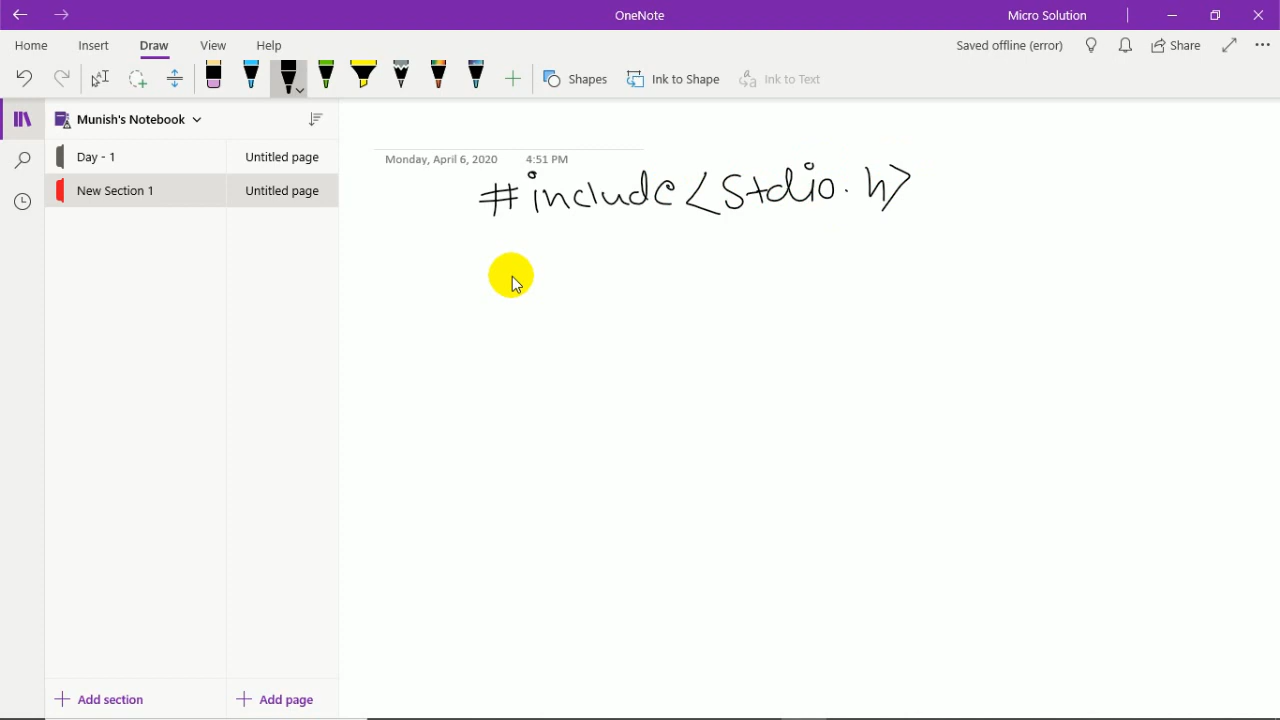 OneNote
Micro Solution
Home Insert Draw View Help
Saved offline (error)
Share
Shapes
Ink to Shape
Ink to Text
Munish's Notebook
Day - 1
Untitled page
New Section 1
Untitled page
Monday, April 6, 2020 4:51 PM
#include<stdio.h>
Add section
Add page